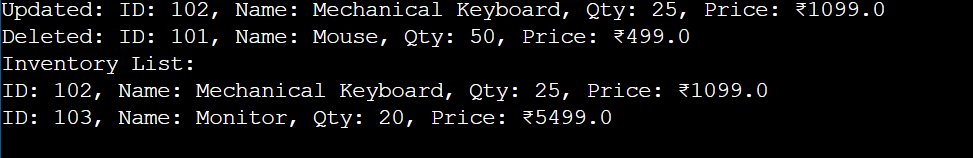 Updated: ID: 102, Name: Mechanical Keyboard, Qty: 25, Price: ₹1099.0
Deleted: ID: 101, Name: Mouse, Qty: 50, Price: ₹499.0
Inventory List:
ID: 102, Name: Mechanical Keyboard, Qty: 25, Price: ₹1099.0
ID: 103, Name: Monitor, Qty: 20, Price: ₹5499.0